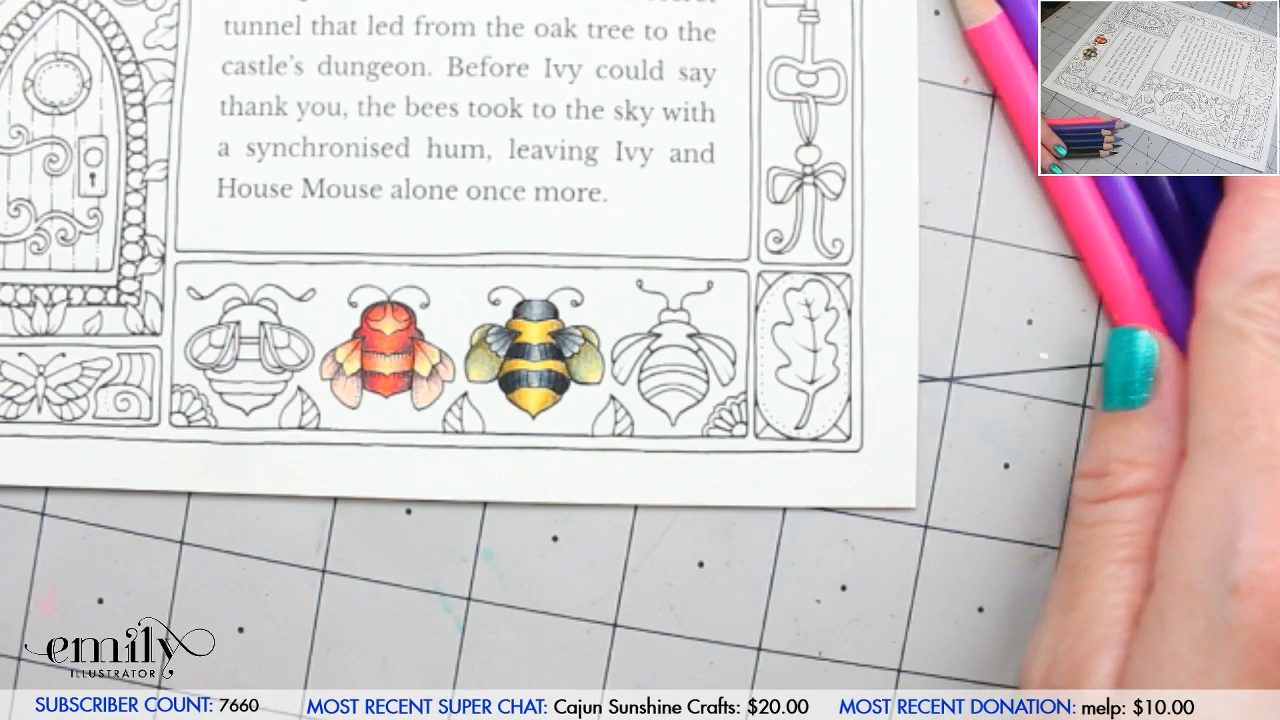 tunnel that led from the oak tree to the
castle's dungeon. Before Ivy could say
thank you, the bees took to the sky with
a synchronised hum, leaving Ivy and
House Mouse alone once more.
emily
ILLUSTRATOR
SUBSCRIBER COUNT: 7660 MOST RECENT SUPER CHAT: Cajun Sunshine Crafts: $20.00 MOST RECENT DONATION: melp: $10.00